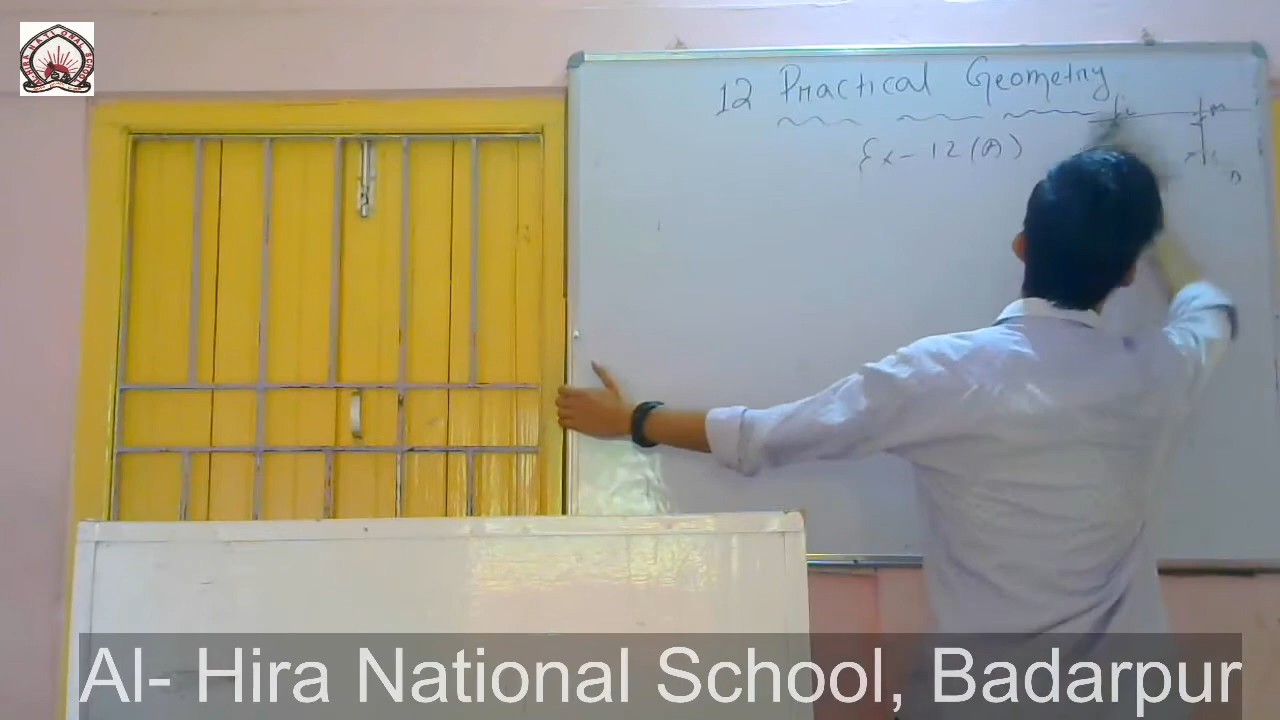 12 Practical Geometry
Ex-12(A)
L
M
B
Al- Hira National School, Badarpur